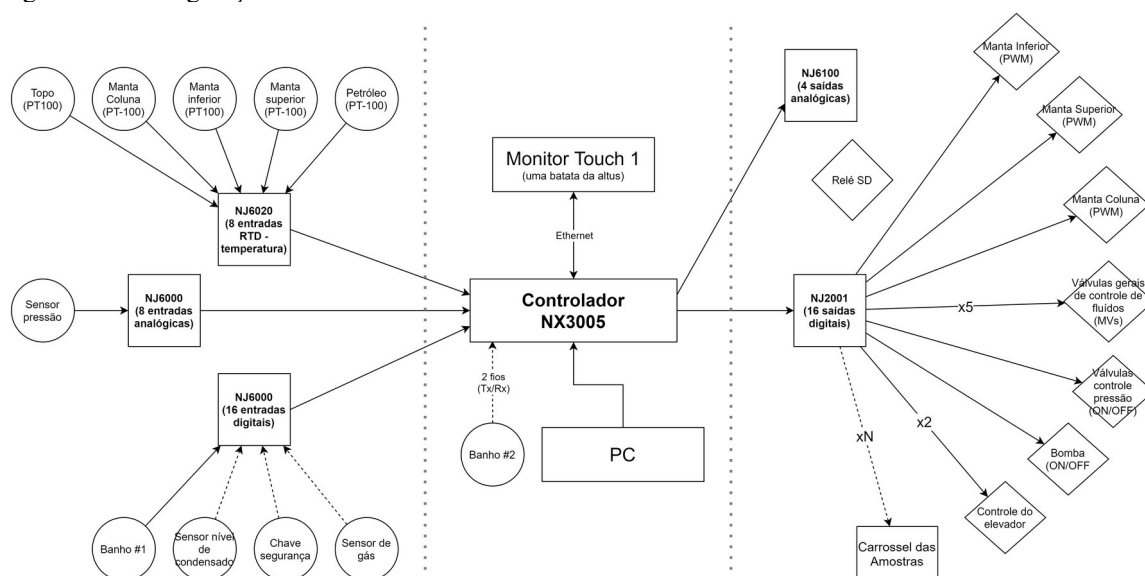 Topo
(PT100)
Manta
Coluna
(PT-100)
Manta
inferior
(PT100)
Manta
superior
(PT-100)
Petróleo
(PT-100)
NJ6020
(8 entradas
RTD -
temperatura)
Sensor
pressão
NJ6000
(8 entradas
analógicas)
NJ6000
(16 entradas
digitais)
Banho #1
Sensor nível
de
condensado
Chave
segurança
Sensor de
gás
Monitor Touch 1
(uma batata da altus)
Ethernet
Controlador
NX3005
2 fios
(Tx/Rx)
Banho #2
PC
NJ6100
(4 saídas
analógicas)
Relé SD
NJ2001
(16 saídas
digitais)
Manta Inferior
(PWM)
Manta Superior
(PWM)
Manta Coluna
(PWM)
x5
Válvulas gerais
de controle de
fluídos
(MVs)
Válvulas
controle
pressão
(ON/OFF)
Bomba
(ON/OFF
x2
Controle do
elevador
xN
Carrossel das
Amostras